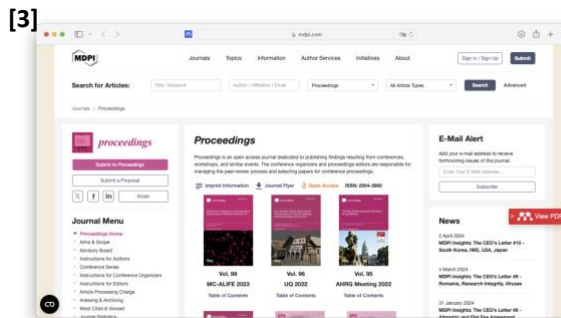 [3]
mdpi.com
MDPI
Journals Topics Information Author Services Initiatives About
Sign In / Sign Up Submit
Search for Articles: Title / Keyword Author / Affiliation / Email Proceedings All Article Types Search Advanced
Journals / Proceedings
proceedings
Submit to Proceedings
Submit a Proposal
Share
Journal Menu
Proceedings Home
Aims & Scope
Advisory Board
Instructions for Authors
Conference Series
Instructions for Conference Organizers
Instructions for Editors
Article Processing Charge
Indexing & Archiving
Most Cited & Viewed
Journal Statistics
Proceedings
Proceedings is an open access journal dedicated to publishing findings resulting from conferences,
workshops, and similar events. The conference organizers and proceedings editors are responsible for
managing the peer-review process and selecting papers for conference proceedings.
Imprint Information Journal Flyer Open Access ISSN: 2504-3900
Vol. 96
MC-ALIFE 2023
Table of Contents
Vol. 96
UQ 2022
Table of Contents
Vol. 95
AHRG Meeting 2022
Table of Contents
E-Mail Alert
Add your e-mail address to receive
forthcoming issues of this journal:
Enter Your E-Mail Address...
Subscribe
News
View PDF
2 April 2024
MDPI Insights: The CEO's Letter #10 -
South Korea, IWD, U2A, Japan
4 March 2024
MDPI Insights: The CEO's Letter #9 -
Romania, Research Integrity, Viruses
31 January 2024
MDPI Insights: The CEO's Letter #8 -